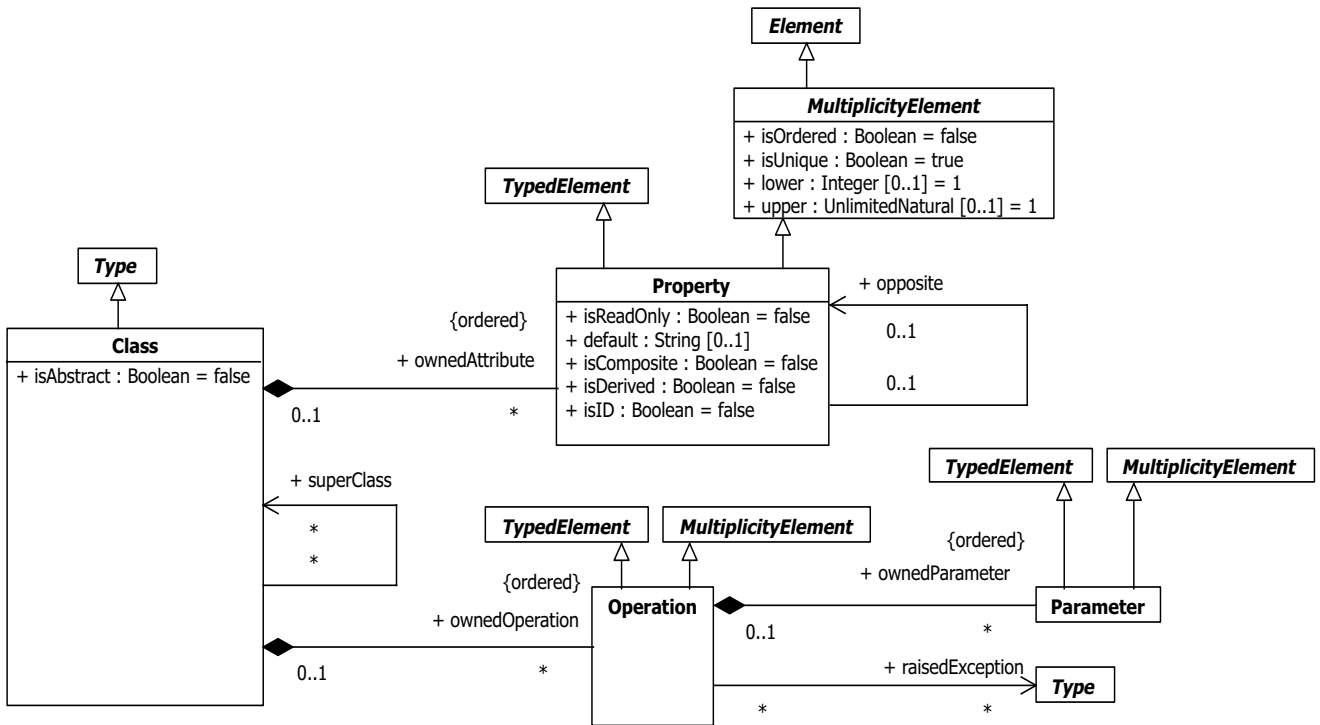 Element
MultiplicityElement
+ isOrdered : Boolean = false
+ isUnique : Boolean = true
+ lower : Integer [0..1] = 1
+ upper : UnlimitedNatural [0..1] = 1
TypedElement
Type
Property
+ isReadOnly : Boolean = false
+ default : String [0..1]
+ isComposite : Boolean = false
+ isDerived : Boolean = false
+ isID : Boolean = false
+ opposite
0..1
0..1
{ordered}
+ ownedAttribute
0..1
*
Class
+ isAbstract : Boolean = false
+ superClass
*
*
TypedElement
MultiplicityElement
TypedElement
MultiplicityElement
{ordered}
+ ownedOperation
0..1
*
Operation
{ordered}
+ ownedParameter
0..1
*
Parameter
+ raisedException
*
*
Type